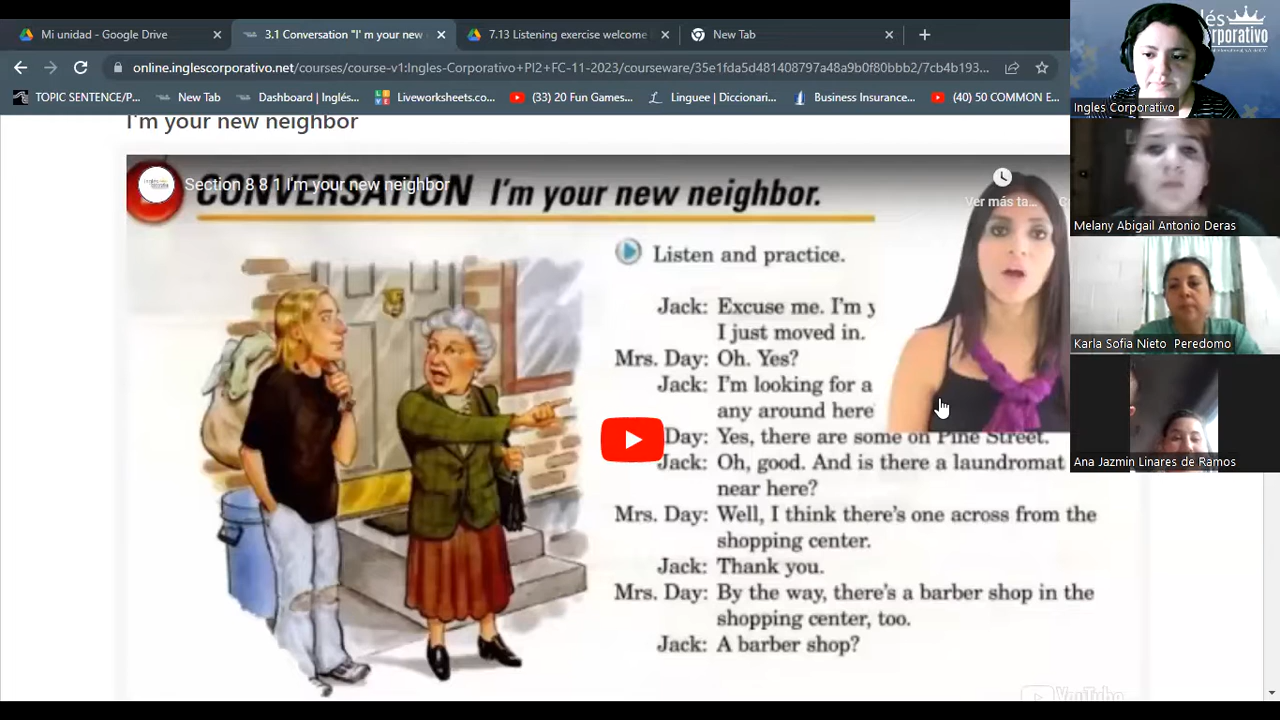 Mi unidad - Google Drive
3.1 Conversation "I' m your new
7.13 Listening exercise welcome
New Tab
online.inglescorporativo.net/courses/course-v1:Ingles-Corporativo+PI2+FC-11-2023/courseware/35e1fda5d481408797a48a9b0f80bbb2/7cb4b193...
TOPIC SENTENCE/P...
New Tab
Dashboard | Inglés...
Liveworksheets.co...
(33) 20 Fun Games...
Linguee | Diccionari...
Business Insurance...
(40) 50 COMMON E...
I'm your new neighbor
Section 8 8 1 I'm your new neighbor
CONVERSATION I'm your new neighbor.
Ver más ta...
Listen and practice.
Jack: Excuse me. I'm
I just moved in.
Mrs. Day: Oh. Yes?
Jack: I'm looking for a
any around here
Day: Yes, there are some on Pine Street.
Jack: Oh, good. And is there a laundromat
near here?
Mrs. Day: Well, I think there's one across from the
shopping center.
Jack: Thank you.
Mrs. Day: By the way, there's a barber shop in the
shopping center, too.
Jack: A barber shop?
YouTube
Ingles Corporativo
Melany Abigail Antonio Deras
Karla Sofia Nieto Peredomo
Ana Jazmin Linares de Ramos